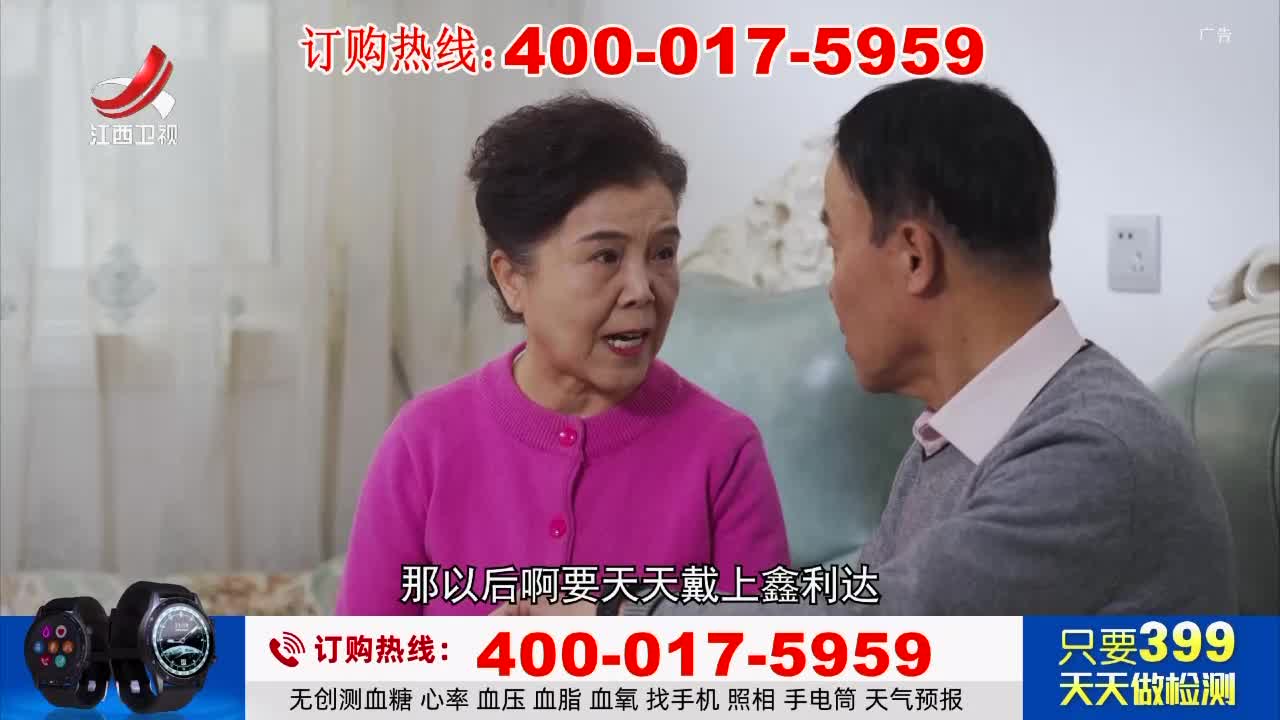 订购热线:400-017-5959
广告
江西卫视
那以后啊要天天戴上鑫利达
订购热线: 400-017-5959
只要399
天天做检测
无创测血糖 心率 血压 血脂 血氧 找手机 照相 手电筒 天气预报